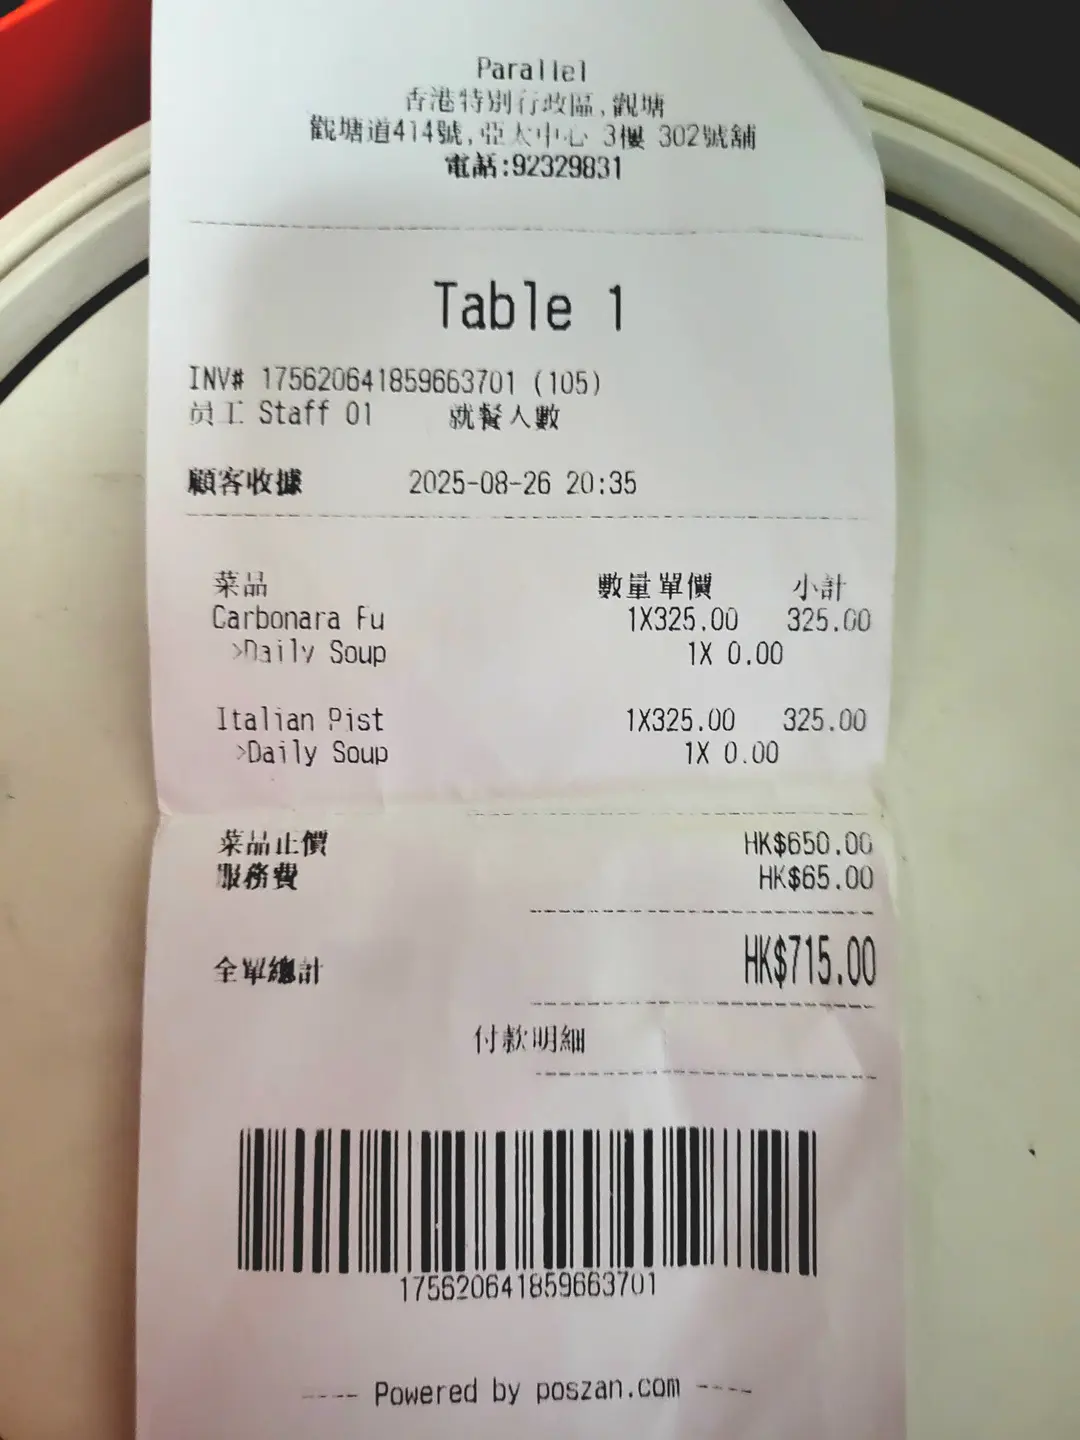 Parallel
香港特別行政區,觀塘
觀塘道414號,亞太中心 3樓 302號舖
電話:92329831
Table 1
INV# 1756206418596​63701 (105)
员工 Staff 01 就餐人數
顧客收據 2025-08-26 20:35
菜品 數量單價 小計
Carbonara Fu 1X325.00 325.00
>Daily Soup 1X 0.00
Italian Pist 1X325.00 325.00
>Daily Soup 1X 0.00
菜品正價 HK$650.00
服務費 HK$65.00
全單總計 HK$715.00
付款明細
175620641859663701
---- Powered by poszan.com ----